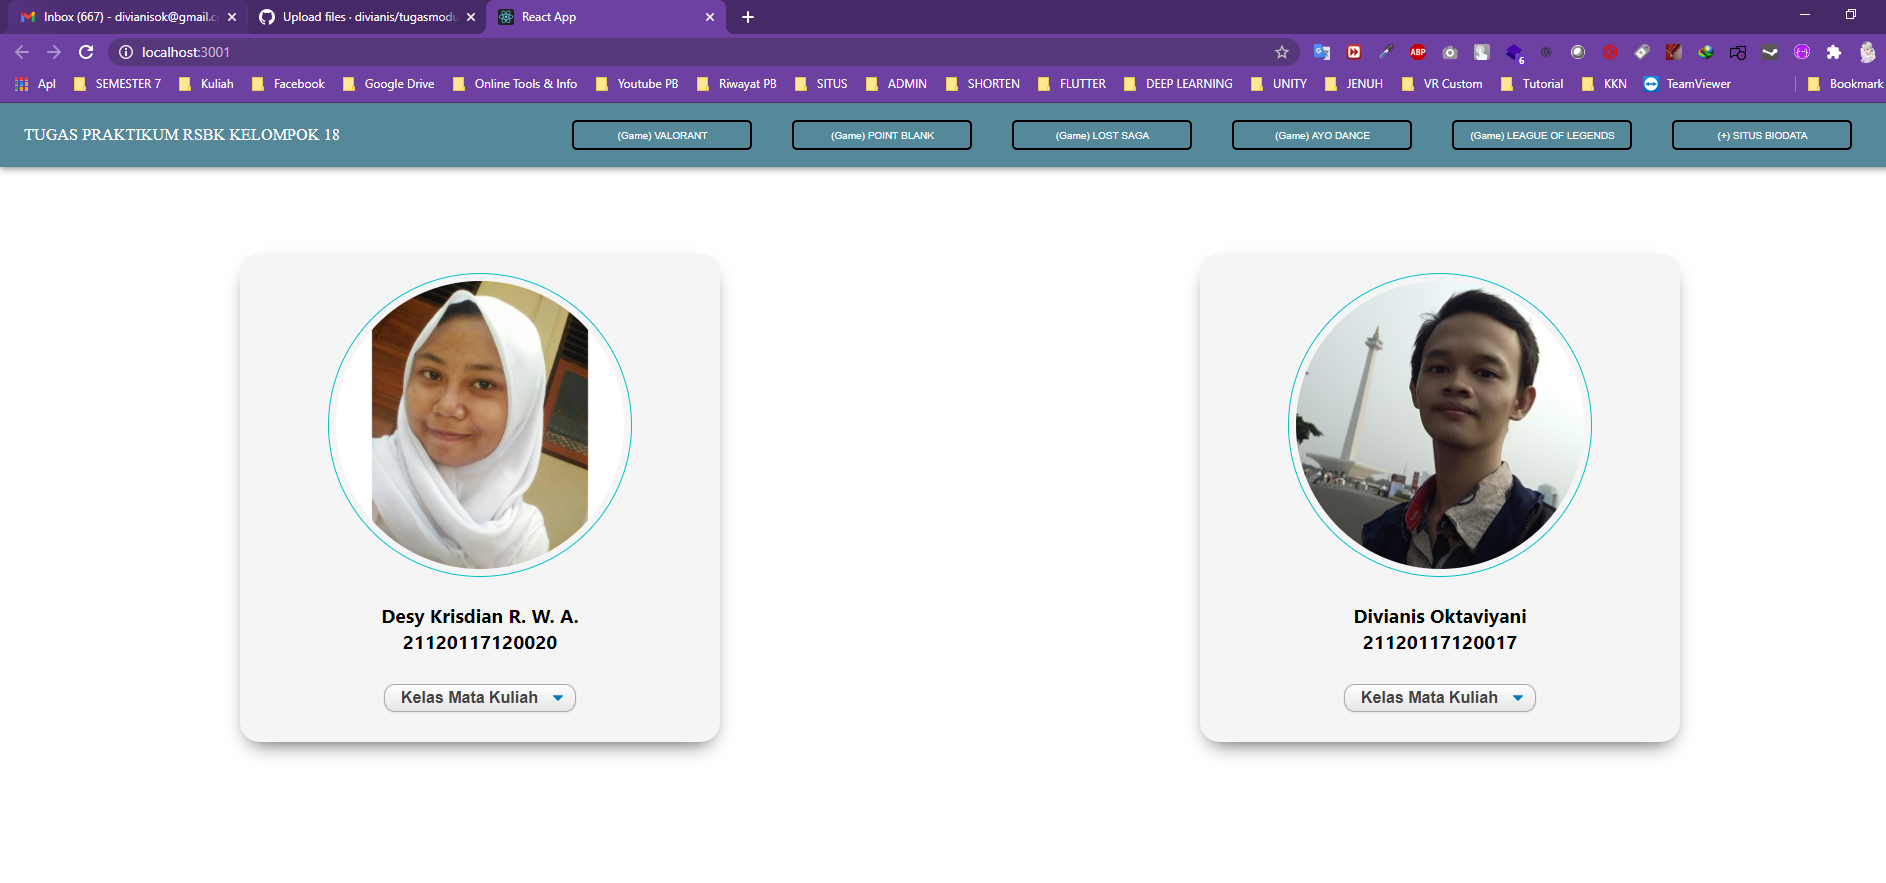 Inbox (667) - divianisok@gmail.c
Upload files · divianis/tugasmodu
React App
localhost:3001
ABP
6
Apl
SEMESTER 7
Kuliah
Facebook
Google Drive
Online Tools & Info
Youtube PB
Riwayat PB
SITUS
ADMIN
SHORTEN
FLUTTER
DEEP LEARNING
UNITY
JENUH
VR Custom
Tutorial
KKN
TeamViewer
Bookmark
TUGAS PRAKTIKUM RSBK KELOMPOK 18
(Game) VALORANT
(Game) POINT BLANK
(Game) LOST SAGA
(Game) AYO DANCE
(Game) LEAGUE OF LEGENDS
(+) SITUS BIODATA
Desy Krisdian R. W. A.
21120117120020
Kelas Mata Kuliah
Divianis Oktaviyani
21120117120017
Kelas Mata Kuliah